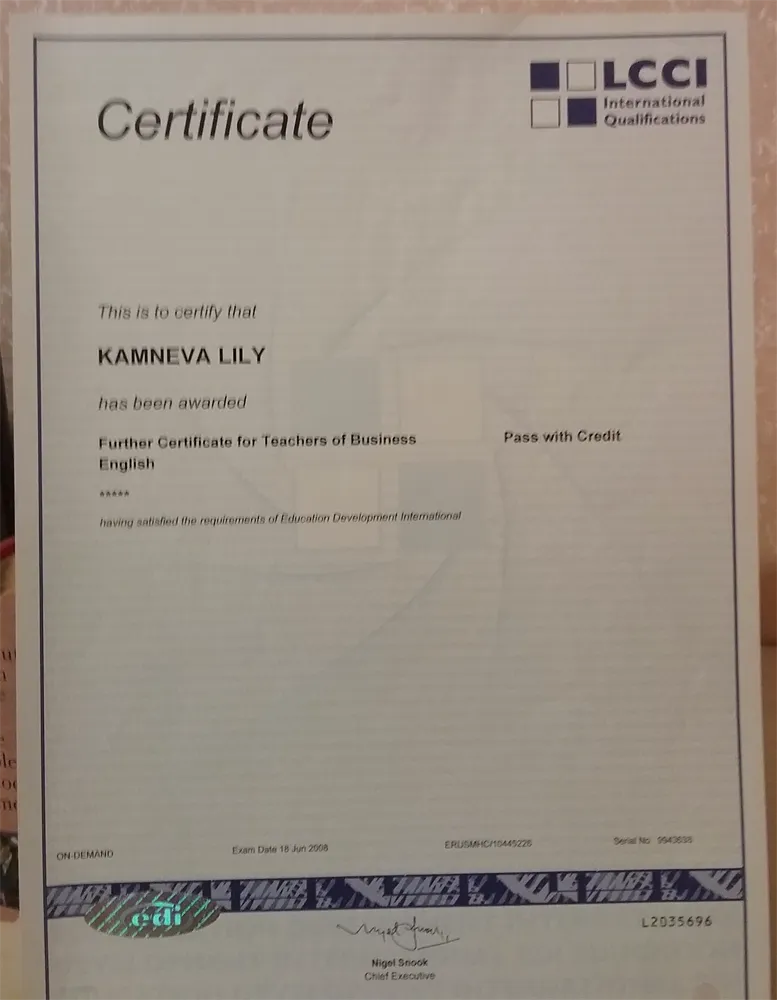 LCCI
International
Qualifications
Certificate
This is to certify that
KAMNEVA LILY
has been awarded
Further Certificate for Teachers of Business Pass with Credit
English
*****
having satisfied the requirements of Education Development International
ON-DEMAND Exam Date 18 Jun 2008 Serial No
edi
L2035696
Nigel Snook
Chief Executive